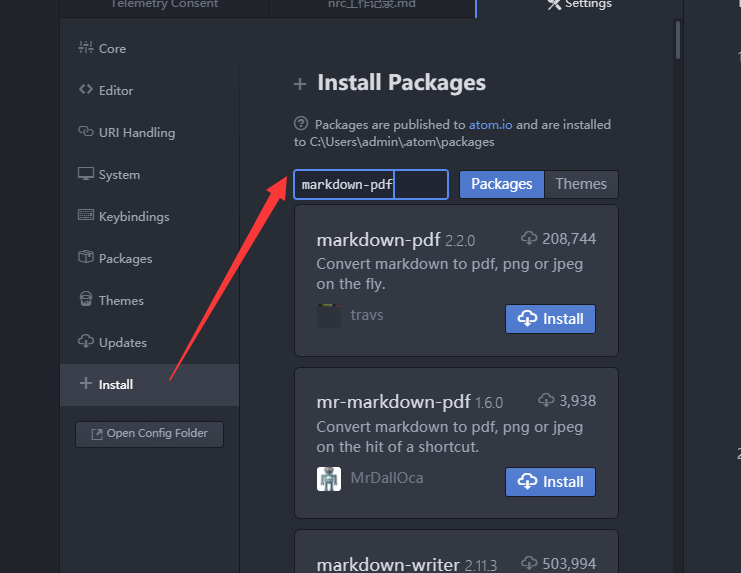 Telemetry Consent
nrc工作记录.md
Settings
Core
Editor
URI Handling
System
Keybindings
Packages
Themes
Updates
Install
Open Config Folder
Install Packages
Packages are published to atom.io and are installed
to C:\Users\admin\.atom\packages
markdown-pdf
Packages
Themes
markdown-pdf 2.2.0
208,744
Convert markdown to pdf, png or jpeg
on the fly.
travs
Install
mr-markdown-pdf 1.6.0
3,938
Convert markdown to pdf, png or jpeg
on the hit of a shortcut.
MrDallOca
Install
markdown-writer 2.11.3
503,994